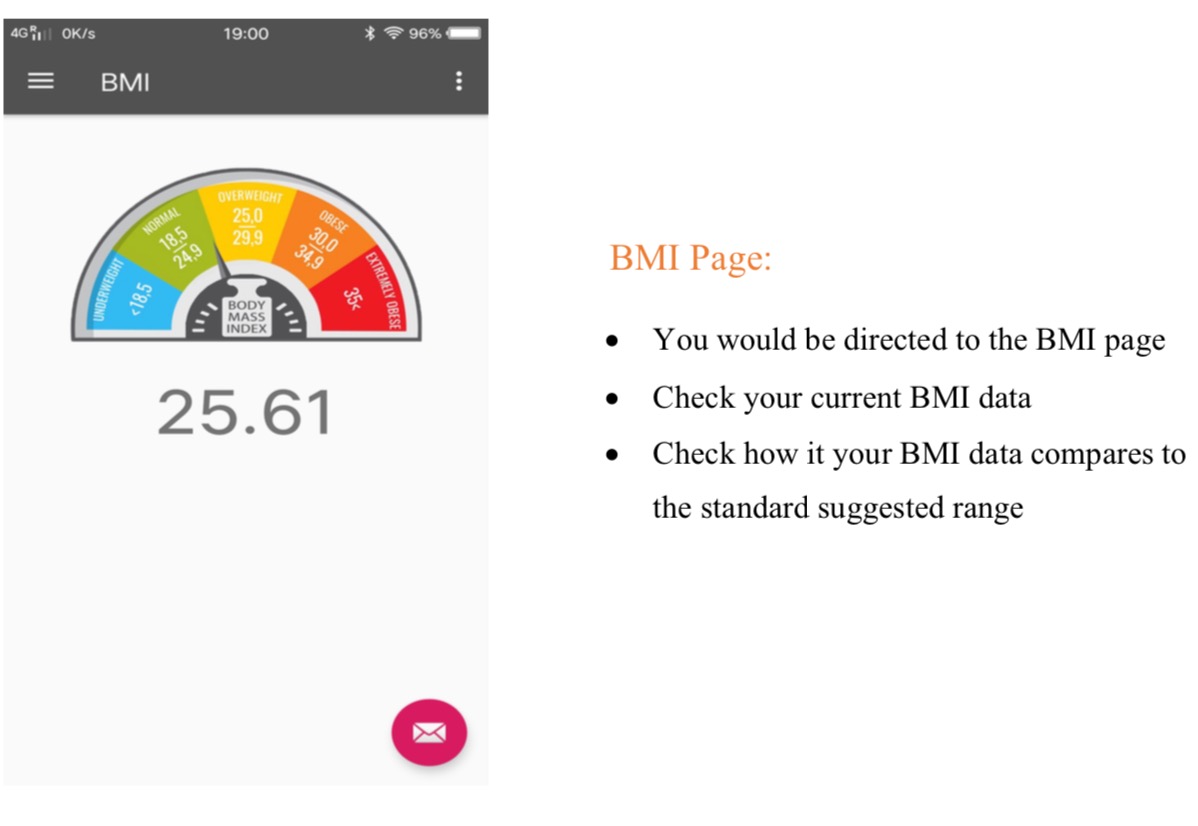 4G R 0K/s 19:00 96%
BMI
UNDERWEIGHT
<18,5
NORMAL
18,5
24,9
OVERWEIGHT
25,0
29,9
OBESE
30,0
34,9
EXTREMELY OBESE
35<
BODY
MASS
INDEX
25.61
BMI Page:
• You would be directed to the BMI page
• Check your current BMI data
• Check how it your BMI data compares to
the standard suggested range